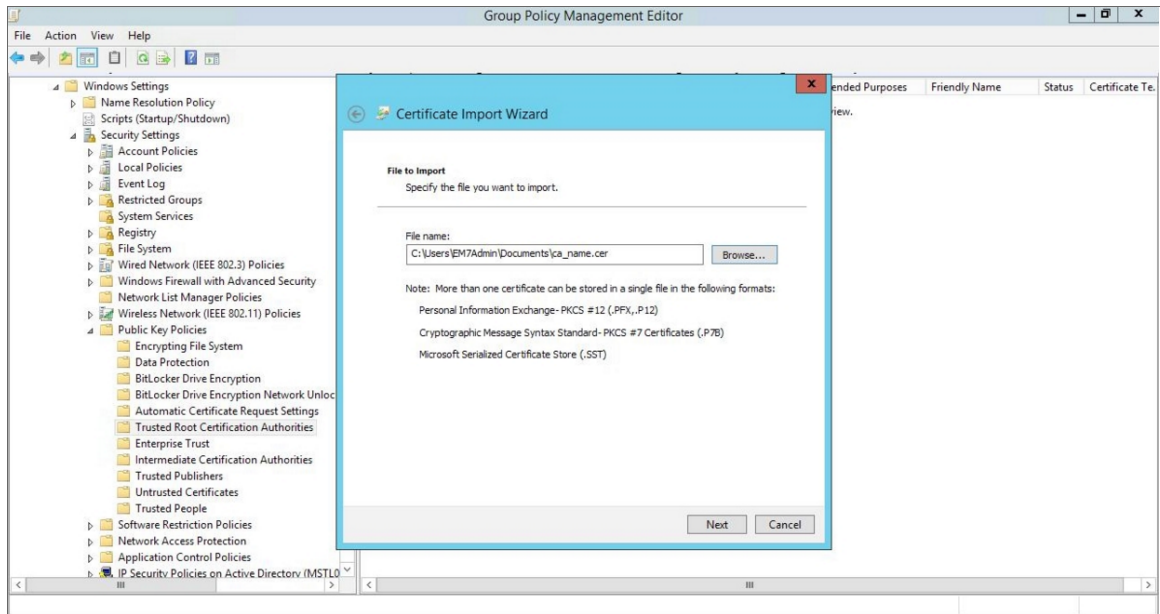 Group Policy Management Editor
File Action View Help
Windows Settings
Name Resolution Policy
Scripts (Startup/Shutdown)
Security Settings
Account Policies
Local Policies
Event Log
Restricted Groups
System Services
Registry
File System
Wired Network (IEEE 802.3) Policies
Windows Firewall with Advanced Security
Network List Manager Policies
Wireless Network (IEEE 802.11) Policies
Public Key Policies
Encrypting File System
Data Protection
BitLocker Drive Encryption
BitLocker Drive Encryption Network Unloc
Automatic Certificate Request Settings
Trusted Root Certification Authorities
Enterprise Trust
Intermediate Certification Authorities
Trusted Publishers
Untrusted Certificates
Trusted People
Software Restriction Policies
Network Access Protection
Application Control Policies
IP Security Policies on Active Directory (MSTLO
Certificate Import Wizard
File to Import
Specify the file you want to import.
File name:
C:\Users\EM7Admin\Documents\ca_name.cer
Browse...
Note: More than one certificate can be stored in a single file in the following formats:
Personal Information Exchange- PKCS #12 (.PFX,.P12)
Cryptographic Message Syntax Standard- PKCS #7 Certificates (.P7B)
Microsoft Serialized Certificate Store (.SST)
Next Cancel
ended Purposes Friendly Name Status Certificate Te.
view.